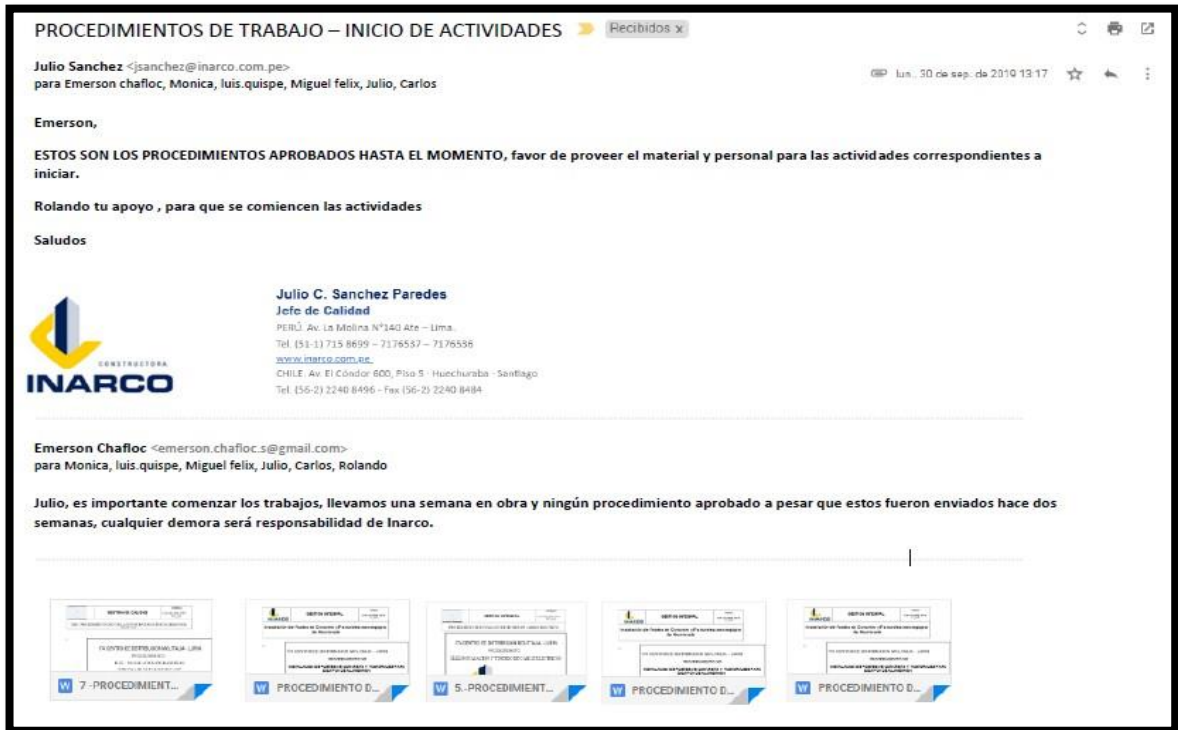 PROCEDIMIENTOS DE TRABAJO – INICIO DE ACTIVIDADES Recibidos x
Julio Sanchez <jsanchez@inarco.com.pe>
para Emerson chafloc, Monica, luis.quispe, Miguel felix, Julio, Carlos
lun., 30 de sep. de 2019 13:17
Emerson,
ESTOS SON LOS PROCEDIMIENTOS APROBADOS HASTA EL MOMENTO, favor de proveer el material y personal para las actividades correspondientes a
iniciar.
Rolando tu apoyo , para que se comiencen las actividades
Saludos
CONSTRUCTORA
INARCO
Julio C. Sanchez Paredes
Jefe de Calidad
PERÚ. Av. La Molina N°140 Ate – Lima.
Tel. (51-1) 715 8699 – 7176537 – 7176536
www.inarco.com.pe
CHILE. Av. El Cóndor 600, Piso 5 - Huechuraba - Santiago
Tel. (56-2) 2240 8496 - Fax (56-2) 2240 8484
Emerson Chafloc <emerson.chafloc.s@gmail.com>
para Monica, luis.quispe, Miguel felix, Julio, Carlos, Rolando
Julio, es importante comenzar los trabajos, llevamos una semana en obra y ningún procedimiento aprobado a pesar que estos fueron enviados hace dos
semanas, cualquier demora será responsabilidad de Inarco.
W 7 -PROCEDIMIENT...
W PROCEDIMIENTO D...
W 5.-PROCEDIMIENT...
W PROCEDIMIENTO D...
W PROCEDIMIENTO D...